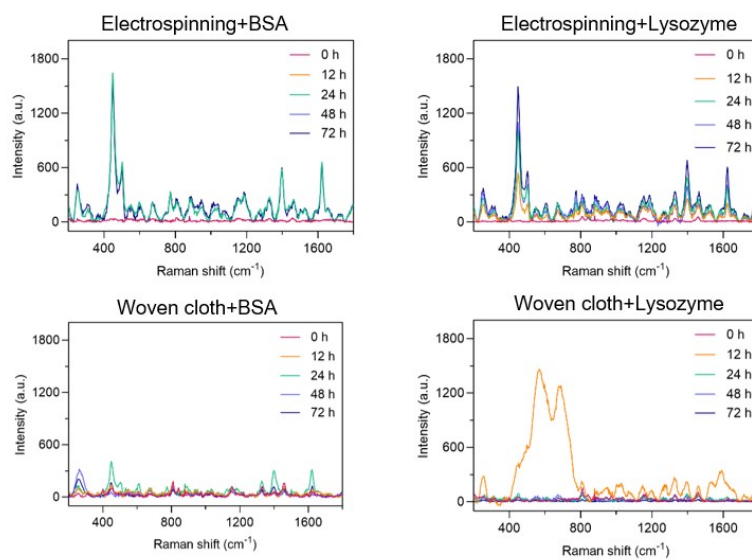 Electrospinning+BSA
1800
1200
600
0
Intensity (a.u.)
0 h
12 h
24 h
48 h
72 h
400 800 1200 1600
Raman shift (cm⁻¹)
Electrospinning+Lysozyme
1800
1200
600
0
Intensity (a.u.)
0 h
12 h
24 h
48 h
72 h
400 800 1200 1600
Raman shift (cm⁻¹)
Woven cloth+BSA
1800
1200
600
300
0
Intensity (a.u.)
0 h
12 h
24 h
48 h
72 h
400 800 1200 1600
Raman shift (cm⁻¹)
Woven cloth+Lysozyme
1800
1200
600
0
Intensity (a.u.)
0 h
12 h
24 h
48 h
72 h
400 800 1200 1600
Raman shift (cm⁻¹)